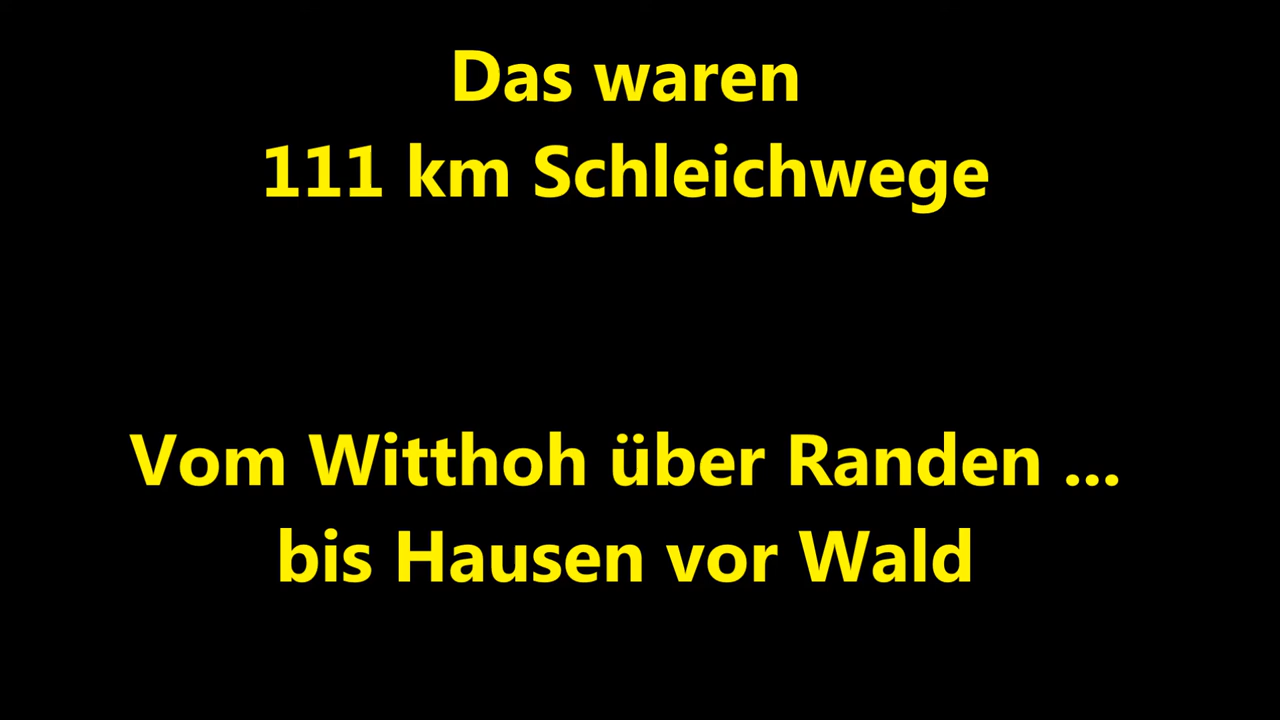 Das waren
111 km Schleichwege
Vom Witthoh über Randen ...
bis Hausen vor Wald